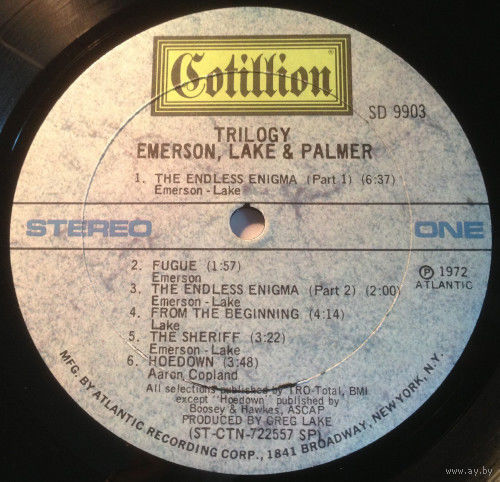 Cotillion
®
SD 9903
TRILOGY
EMERSON, LAKE & PALMER
1. THE ENDLESS ENIGMA (Part 1) (6:37)
Emerson - Lake
STEREO
ONE
2. FUGUE (1:57)
Emerson
3. THE ENDLESS ENIGMA (Part 2) (2:00)
Emerson - Lake
4. FROM THE BEGINNING (4:14)
Lake
5. THE SHERIFF (3:22)
Emerson - Lake
6. HOEDOWN (3:48)
Aaron Copland
℗ 1972
ATLANTIC
All selections published by TRO-Total, BMI
except "Hoedown" published by
Boosey & Hawkes, ASCAP
PRODUCED BY GREG LAKE
(ST-CTN-722557 SP)
MFG. BY ATLANTIC RECORDING CORP., 1841 BROADWAY, NEW YORK, N.Y.
www.ay.by